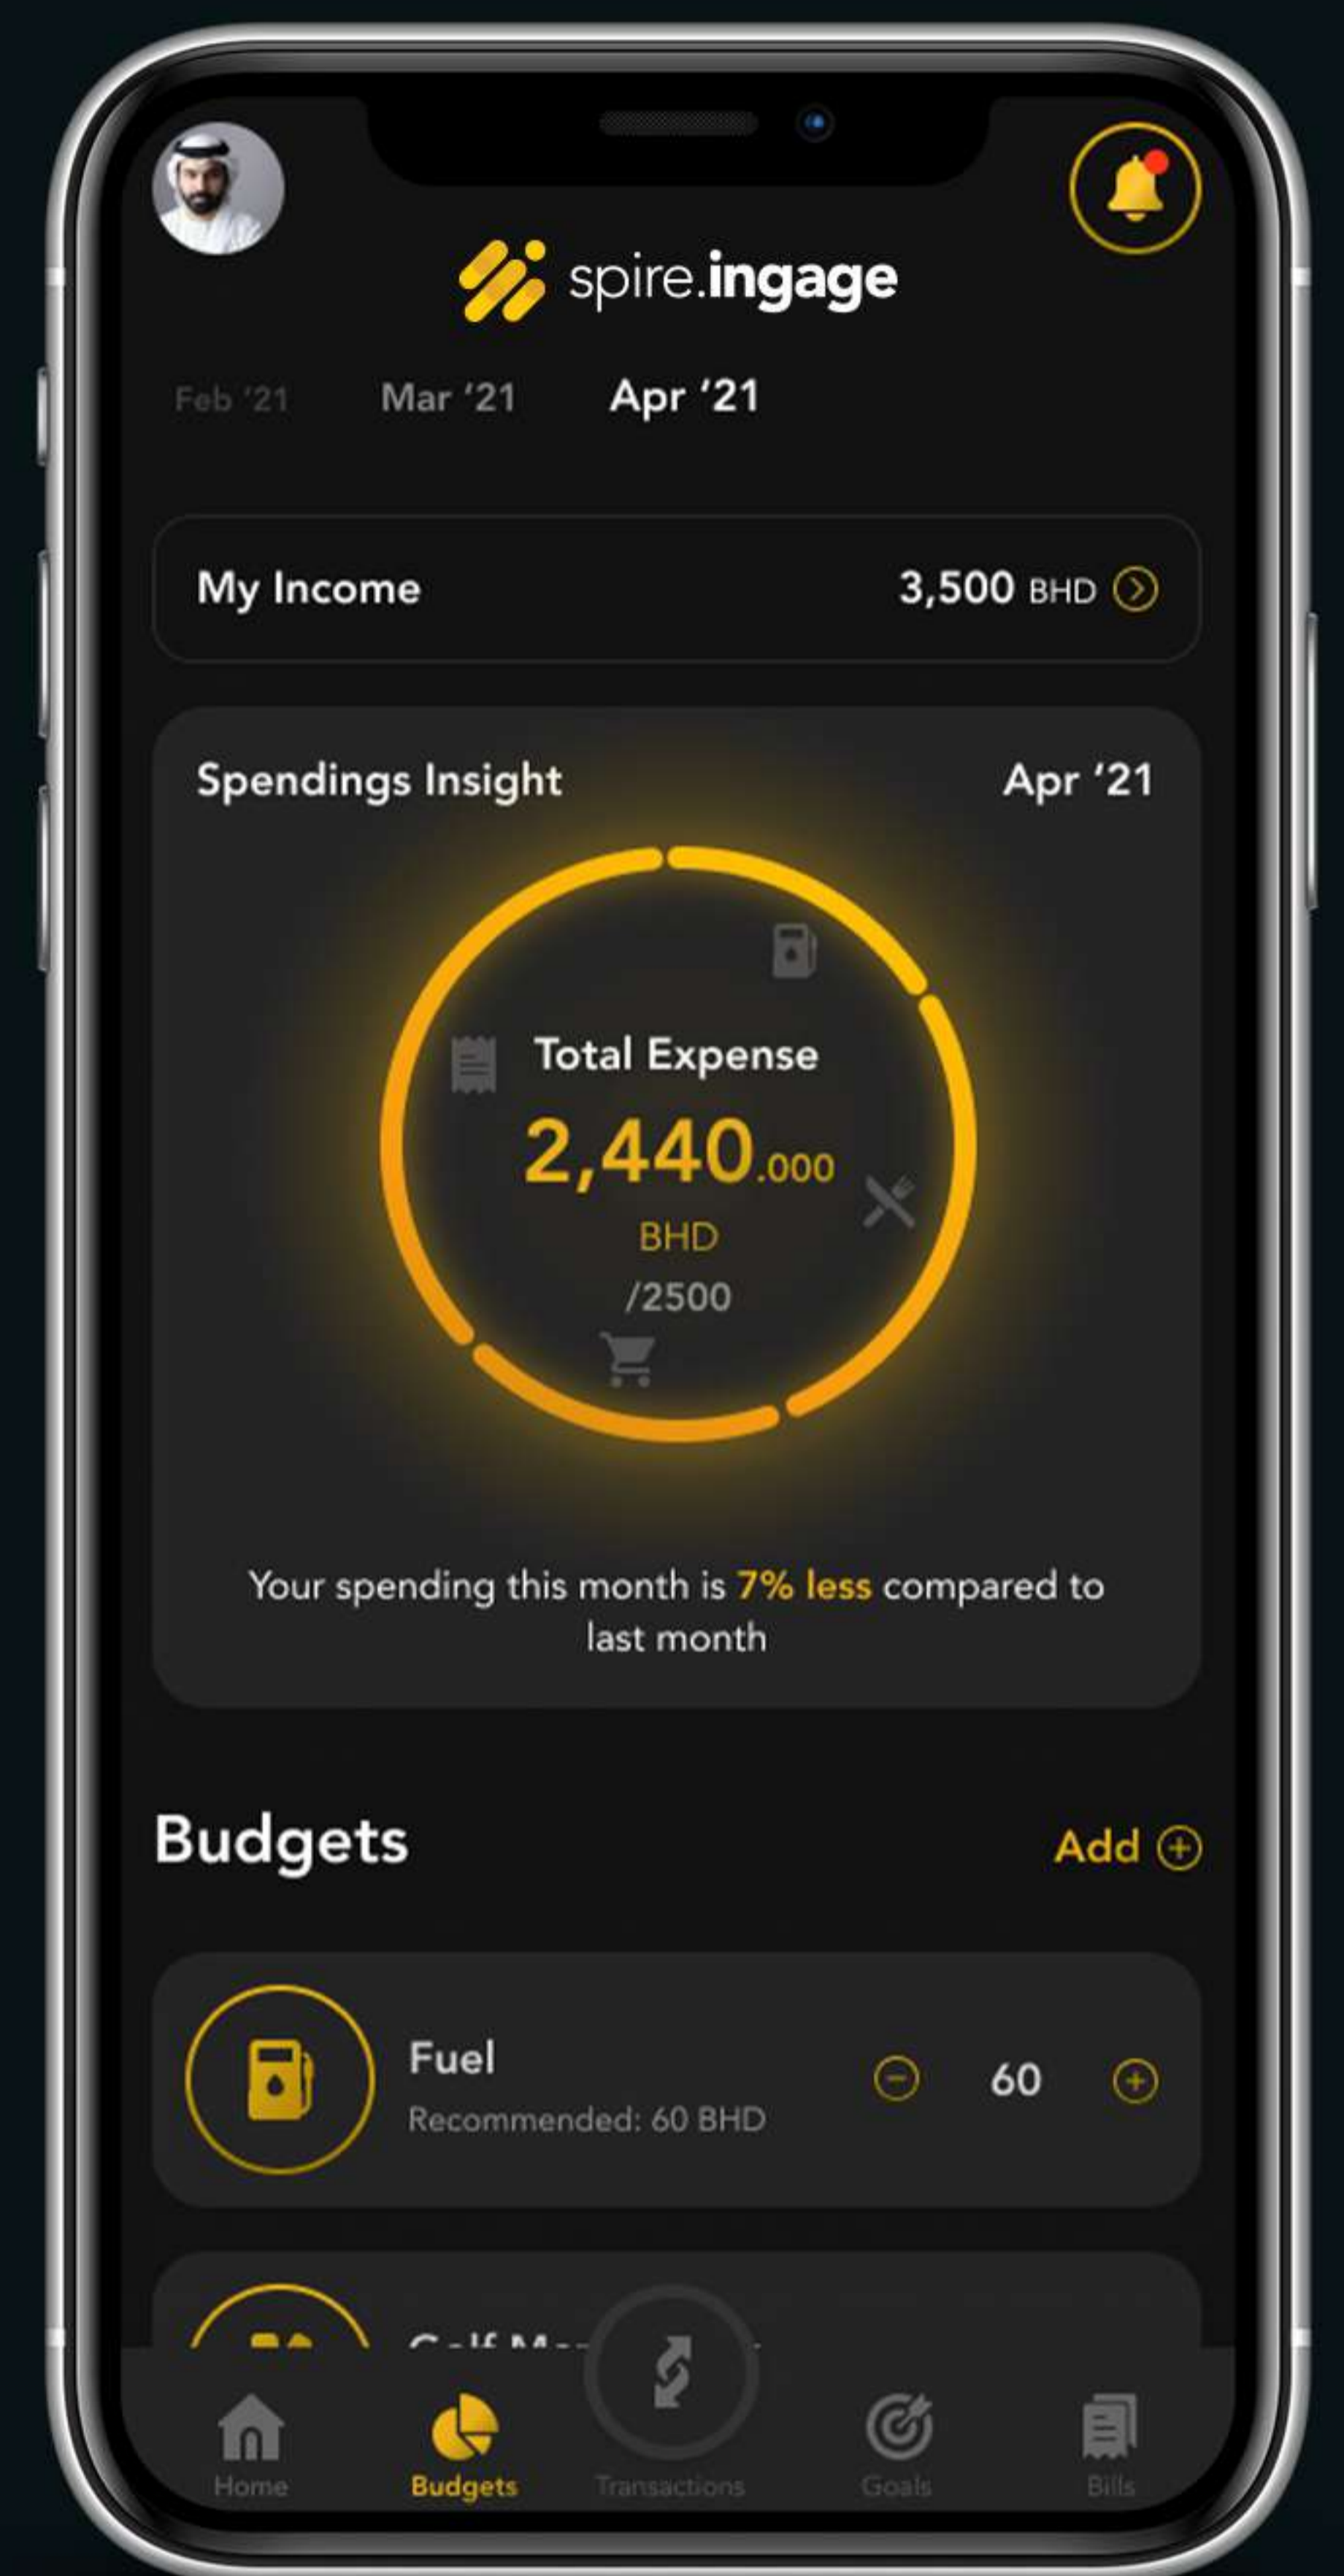 spire.ingage
Feb ‘21 Mar ‘21 Apr ‘21
My Income 3,500 BHD
Spendings Insight Apr ‘21
Total Expense
2,440.000
BHD
/2500
Your spending this month is 7% less compared to
last month
Budgets Add
Fuel
Recommended: 60 BHD
60
Home Budgets Transactions Goals Bills